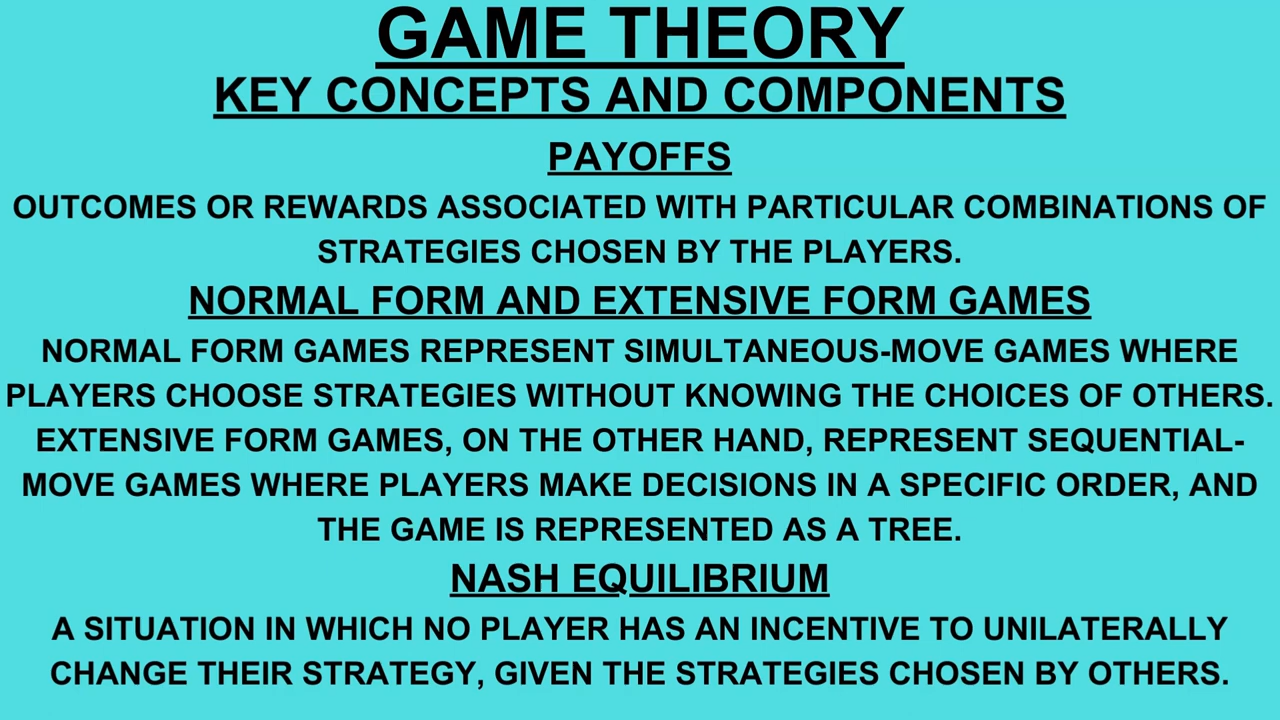 GAME THEORY
KEY CONCEPTS AND COMPONENTS
PAYOFFS
OUTCOMES OR REWARDS ASSOCIATED WITH PARTICULAR COMBINATIONS OF
STRATEGIES CHOSEN BY THE PLAYERS.
NORMAL FORM AND EXTENSIVE FORM GAMES
NORMAL FORM GAMES REPRESENT SIMULTANEOUS-MOVE GAMES WHERE
PLAYERS CHOOSE STRATEGIES WITHOUT KNOWING THE CHOICES OF OTHERS.
EXTENSIVE FORM GAMES, ON THE OTHER HAND, REPRESENT SEQUENTIAL-
MOVE GAMES WHERE PLAYERS MAKE DECISIONS IN A SPECIFIC ORDER, AND
THE GAME IS REPRESENTED AS A TREE.
NASH EQUILIBRIUM
A SITUATION IN WHICH NO PLAYER HAS AN INCENTIVE TO UNILATERALLY
CHANGE THEIR STRATEGY, GIVEN THE STRATEGIES CHOSEN BY OTHERS.